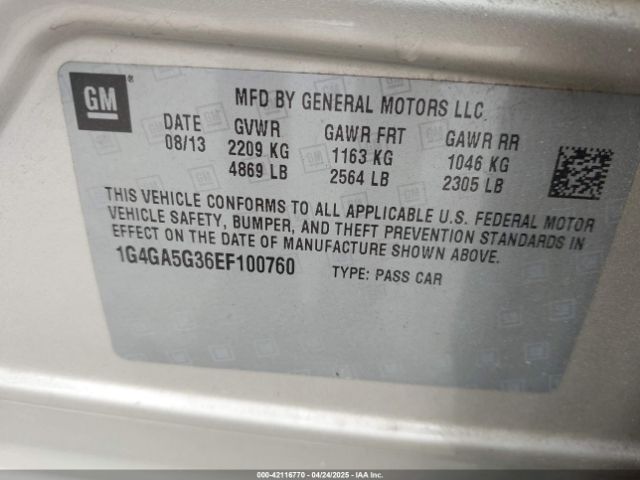 GM
MFD BY GENERAL MOTORS LLC
DATE GVWR GAWR FRT GAWR RR
08/13 2209 KG 1163 KG 1046 KG
4869 LB 2564 LB 2305 LB
THIS VEHICLE CONFORMS TO ALL APPLICABLE U.S. FEDERAL MOTOR
VEHICLE SAFETY, BUMPER, AND THEFT PREVENTION STANDARDS IN
EFFECT ON THE DATE OF MANUFACTURE SHOWN ABOVE.
1G4GA5G36EF100760 TYPE: PASS CAR
000-42116770 - 04/24/2025 - IAA Corp.